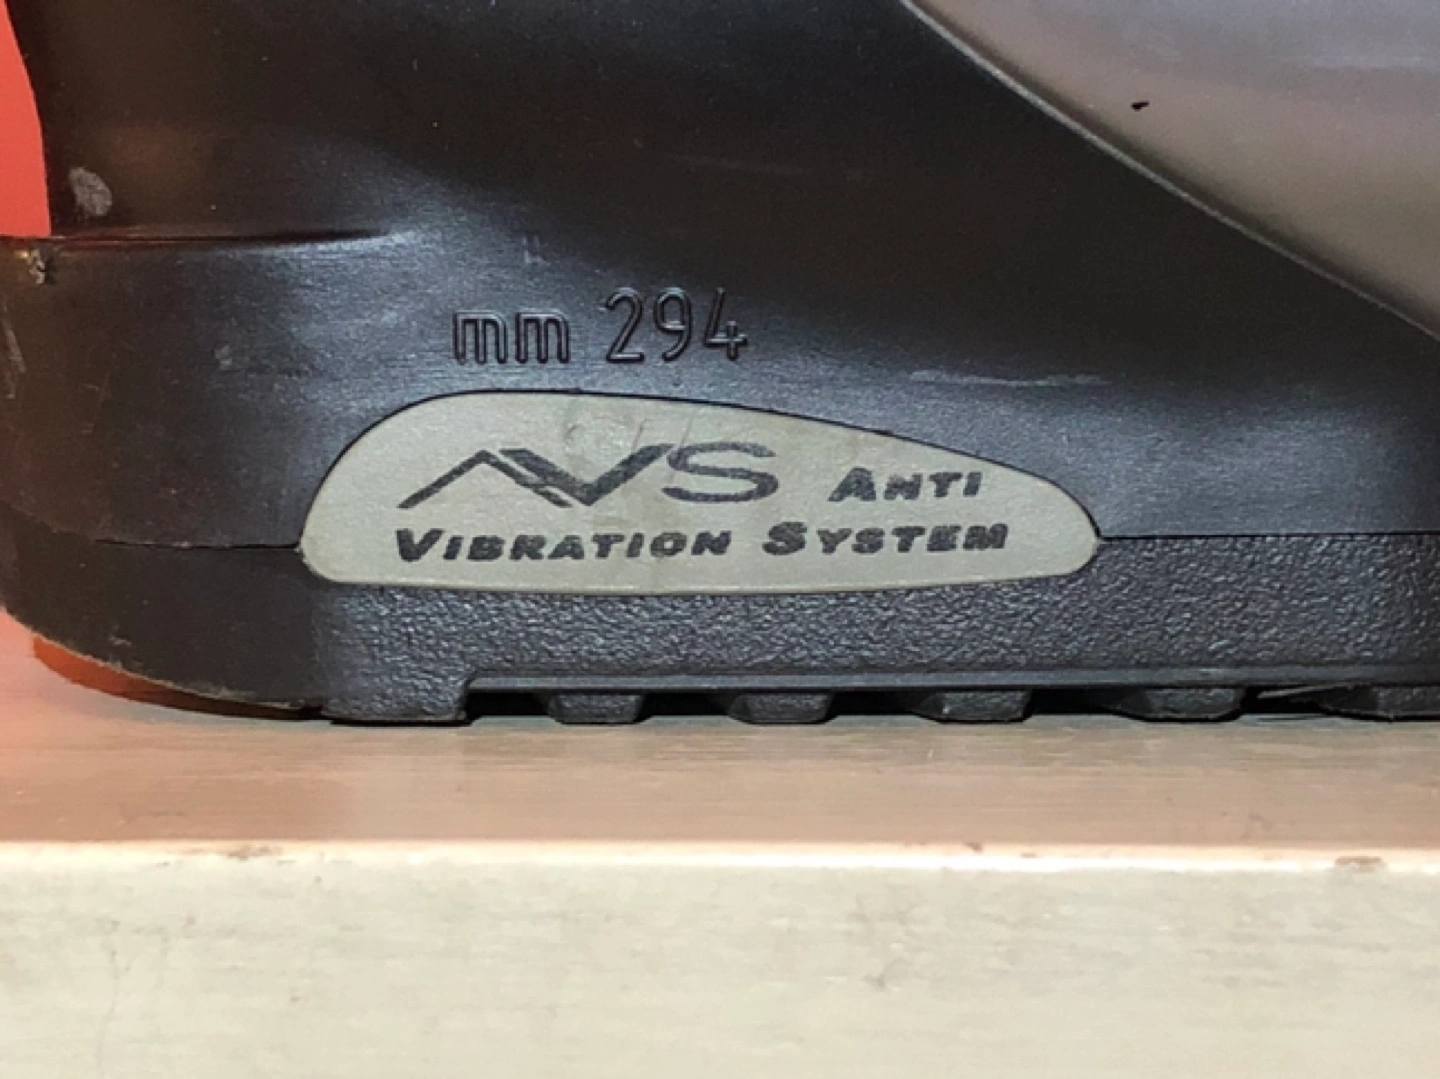 mm 294
AVS ANTI
VIBRATION SYSTEM